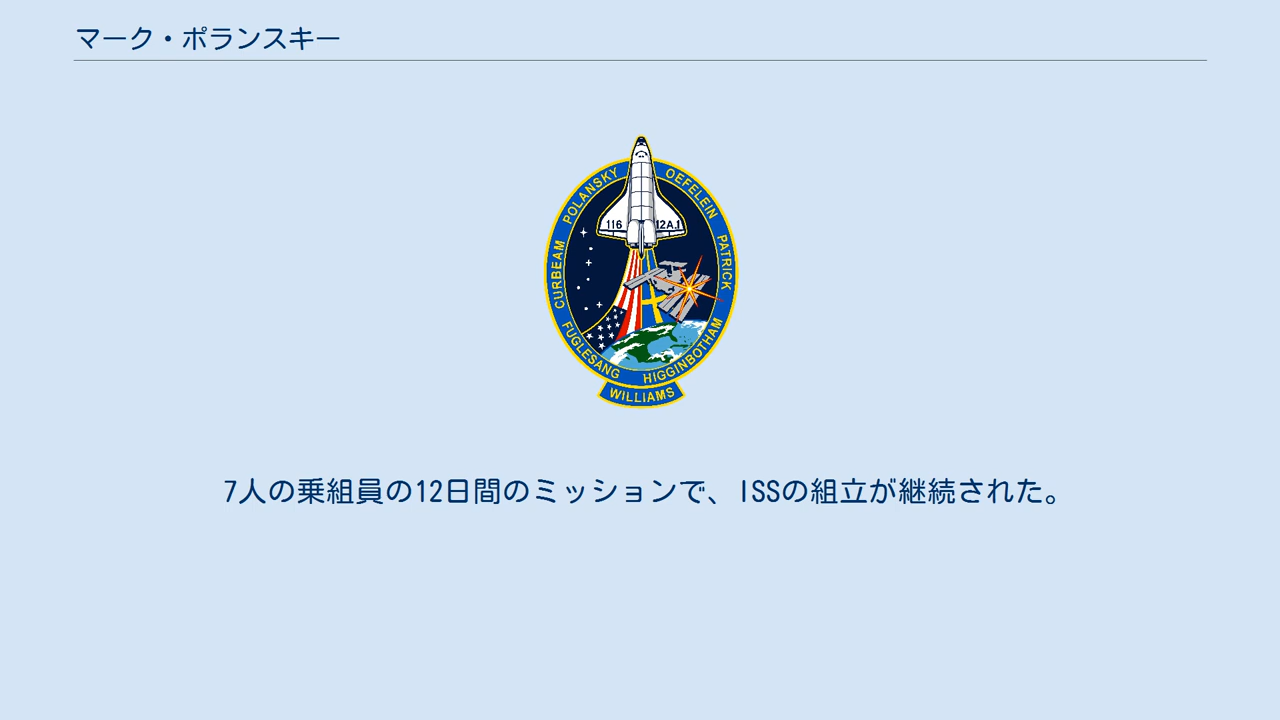 マーク・ポランスキー
CURBEAM POLANSKY OEFELEIN PATRICK
116 12A.1
FUGLESANG HIGGINBOTHAM
WILLIAMS
7人の乗組員の12日間のミッションで、ISSの組立が継続された。